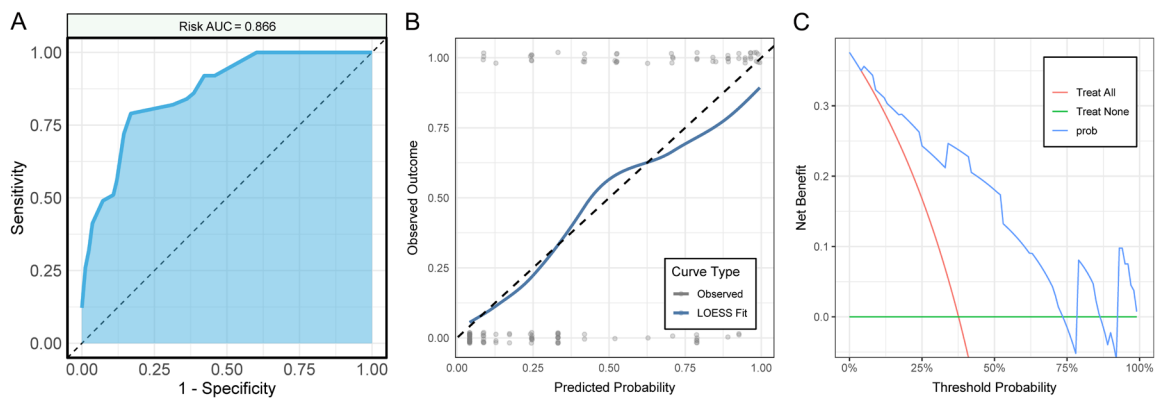 A
Risk AUC = 0.866
1.00
0.75
0.50
0.25
0.00
Sensitivity
0.00
0.25
0.50
0.75
1.00
1 - Specificity
B
1.00
0.75
0.50
0.25
0.00
Observed Outcome
Curve Type
Observed
LOESS Fit
0.00
0.25
0.50
0.75
1.00
Predicted Probability
C
0.3
0.2
0.1
0.0
Net Benefit
Treat All
Treat None
prob
0%
25%
50%
75%
100%
Threshold Probability